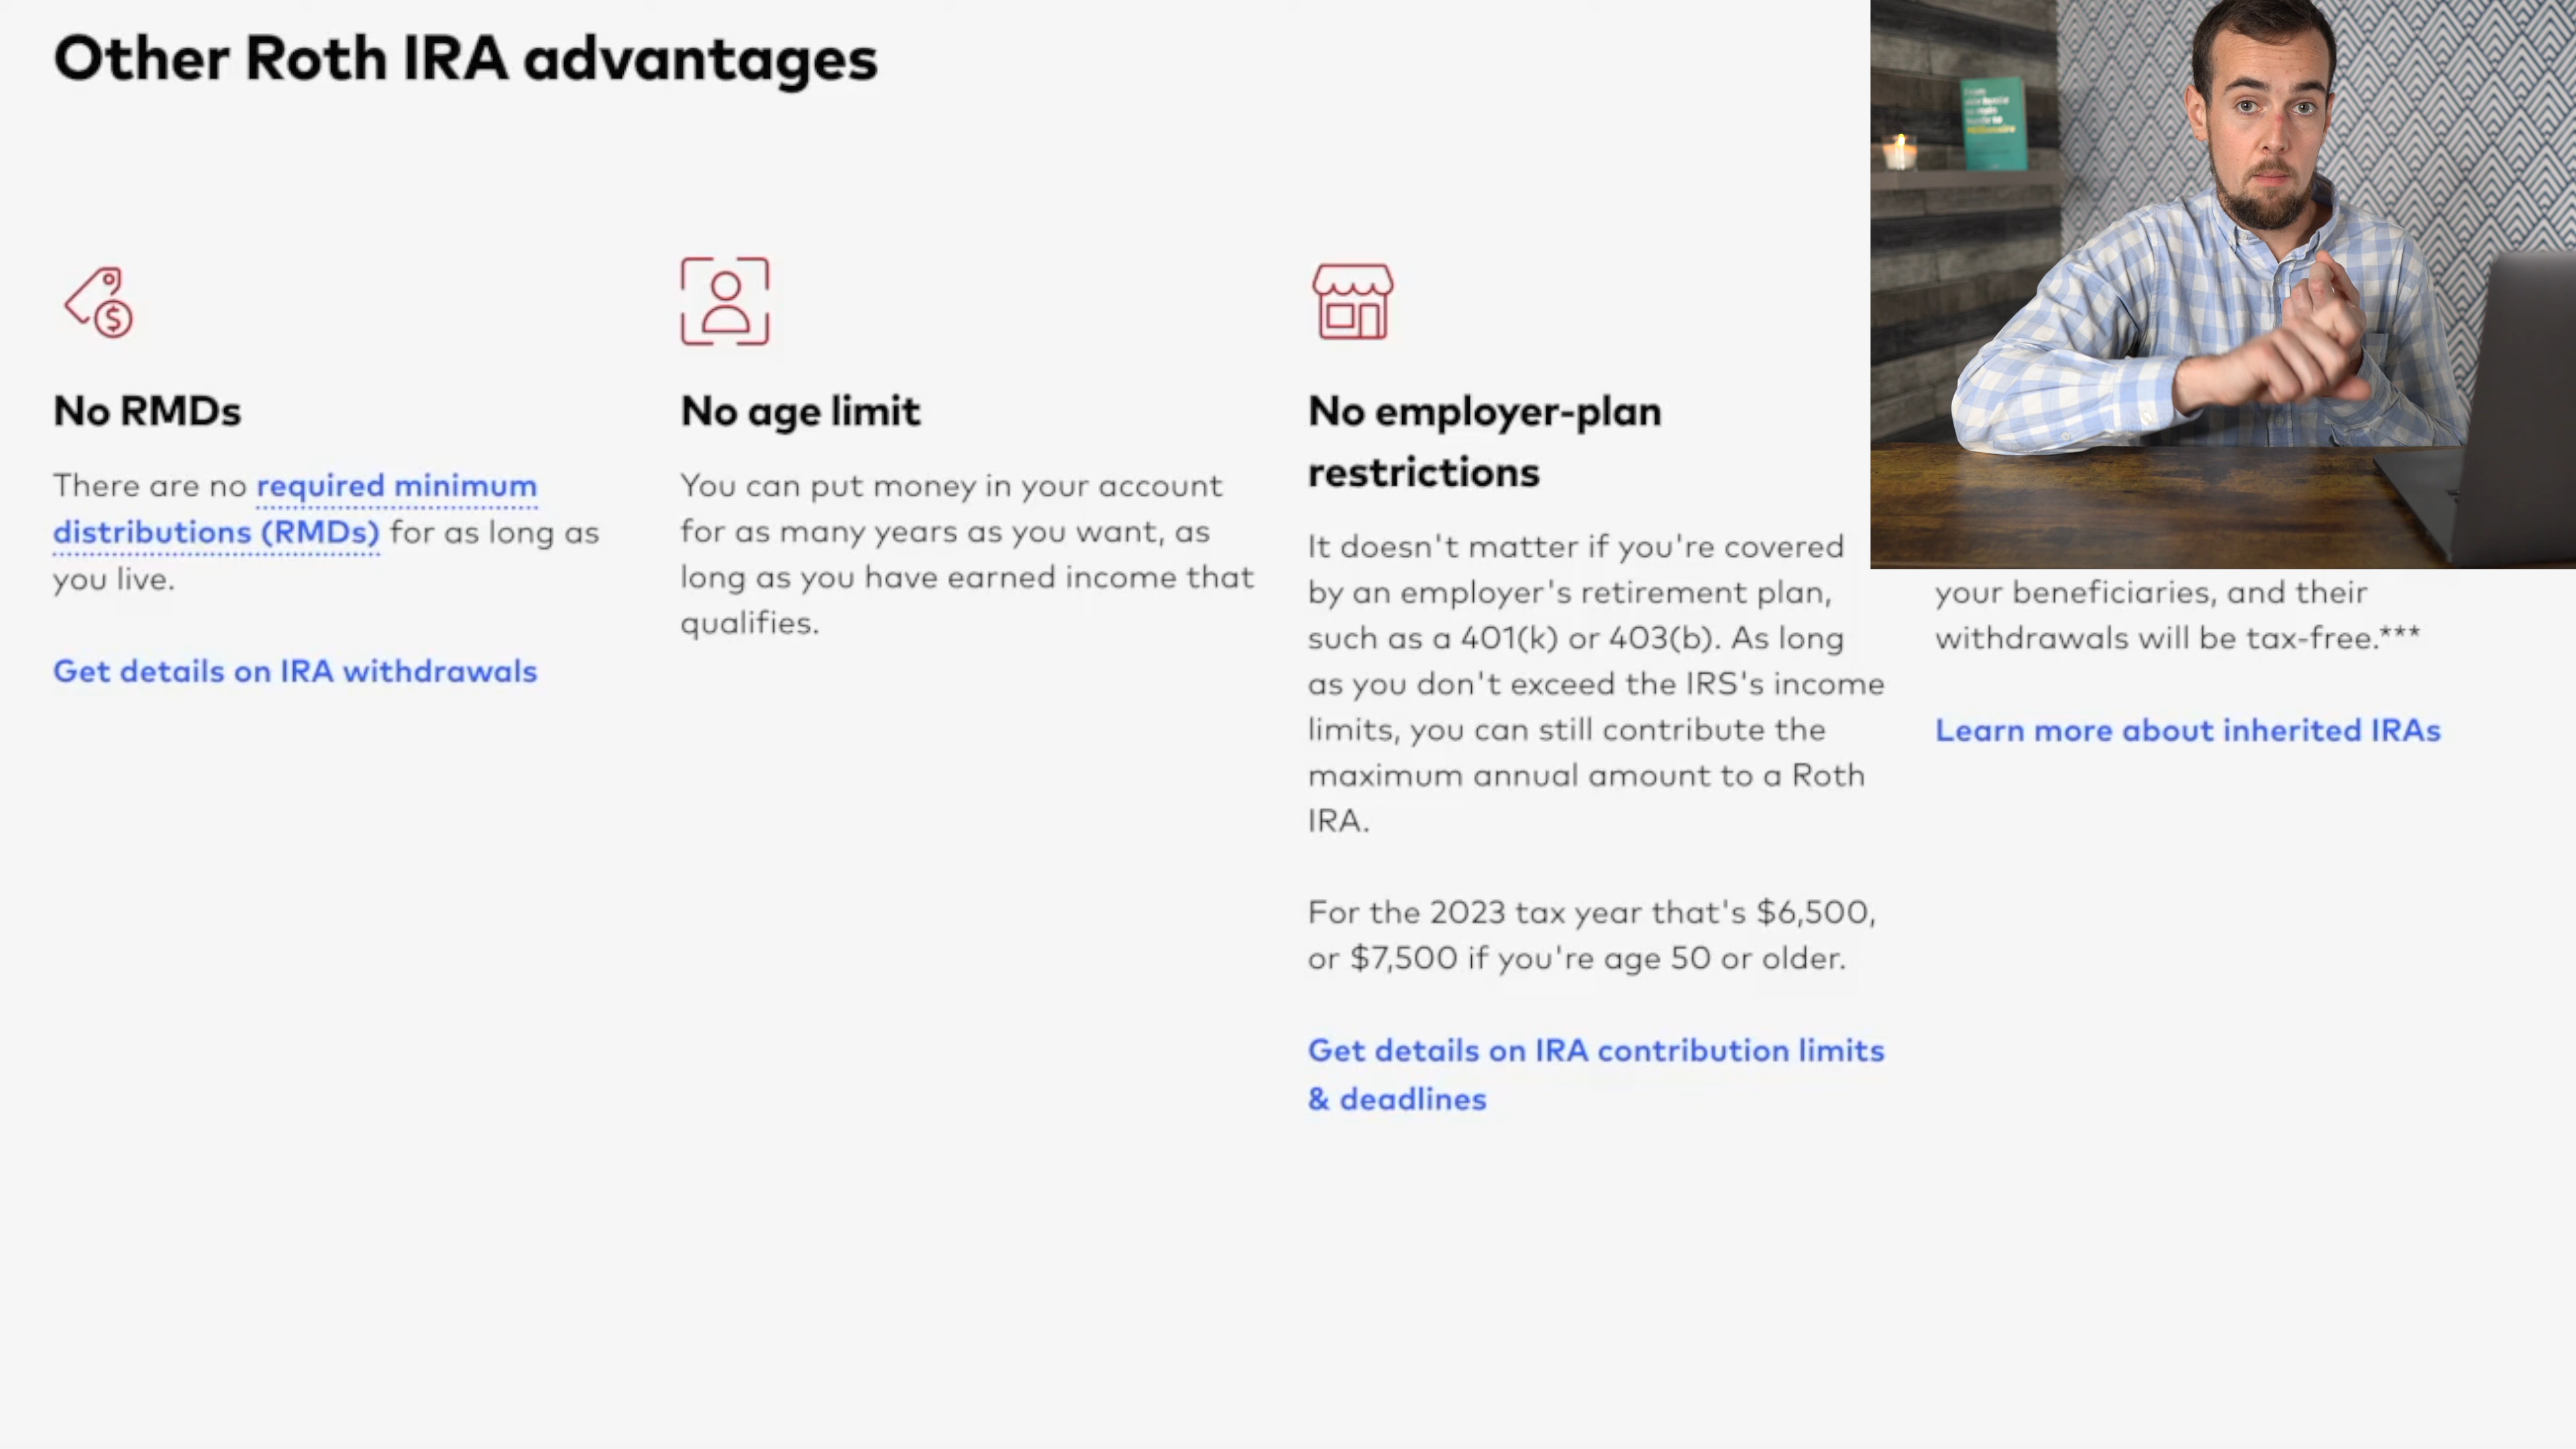 Other Roth IRA advantages
No RMDs
There are no required minimum
distributions (RMDs) for as long as
you live.
Get details on IRA withdrawals
No age limit
You can put money in your account
for as many years as you want, as
long as you have earned income that
qualifies.
No employer-plan
restrictions
It doesn't matter if you're covered
by an employer's retirement plan,
such as a 401(k) or 403(b). As long
as you don't exceed the IRS's income
limits, you can still contribute the
maximum annual amount to a Roth
IRA.
For the 2023 tax year that's $6,500,
or $7,500 if you're age 50 or older.
Get details on IRA contribution limits
& deadlines
your beneficiaries, and their
withdrawals will be tax-free.***
Learn more about inherited IRAs